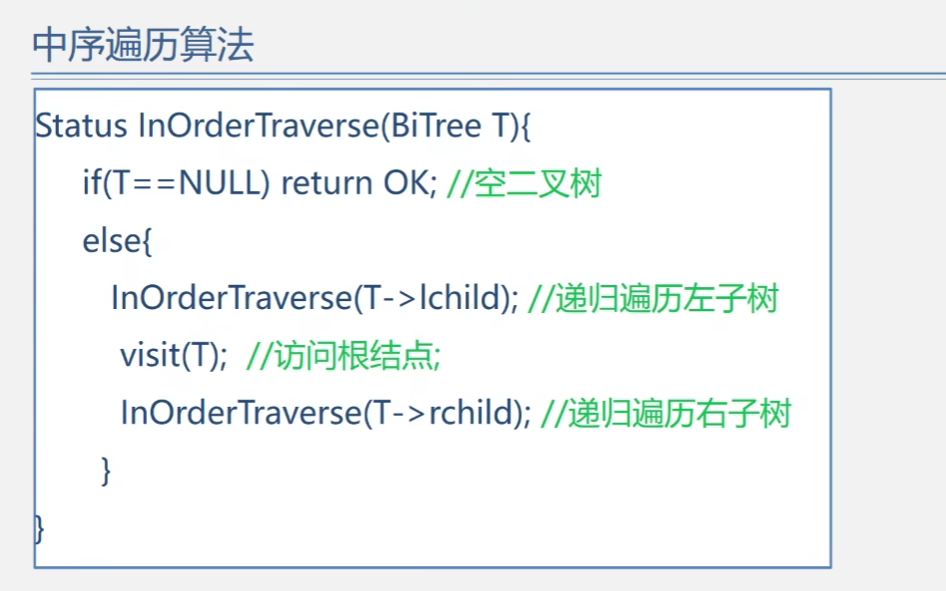 中序遍历算法
Status InOrderTraverse(BiTree T){
if(T==NULL) return OK; //空二叉树
else{
InOrderTraverse(T->lchild); //递归遍历左子树
visit(T); //访问根结点;
InOrderTraverse(T->rchild); //递归遍历右子树
}
}